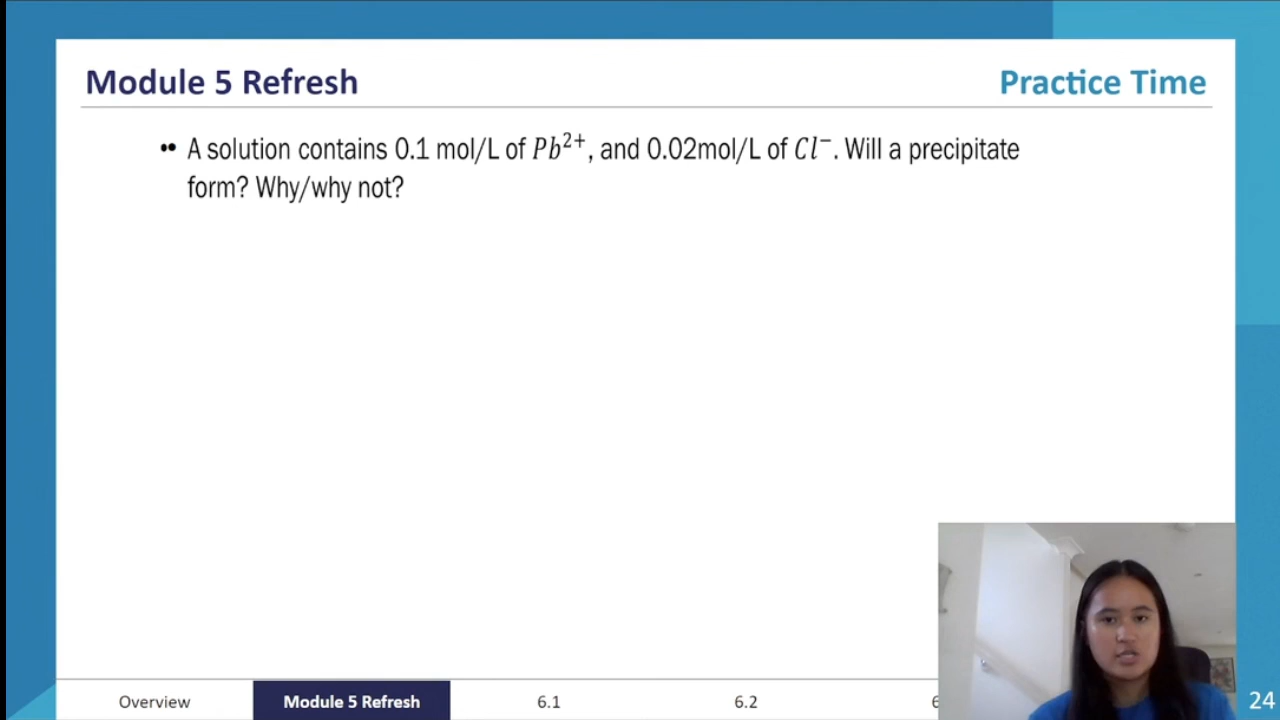 Module 5 Refresh
Practice Time
•• A solution contains 0.1 mol/L of Pb²⁺, and 0.02mol/L of Cl⁻. Will a precipitate
form? Why/why not?
Overview
Module 5 Refresh
6.1
6.2
24